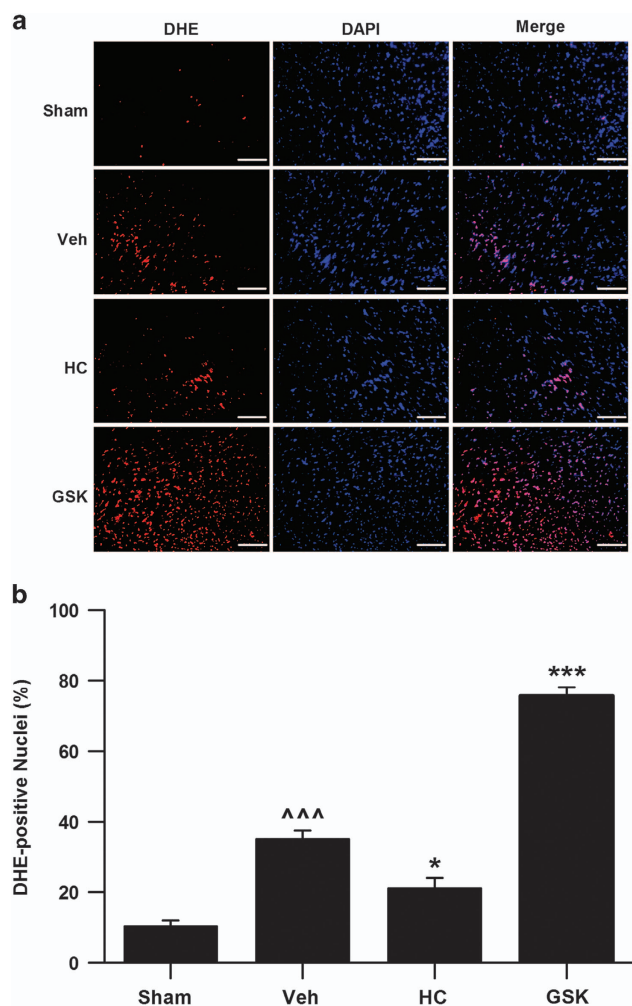 a
DHE DAPI Merge
Sham
Veh
HC
GSK
b
DHE-positive Nuclei (%)
100
80
60
40
20
0
^^^
*
***
Sham Veh HC GSK